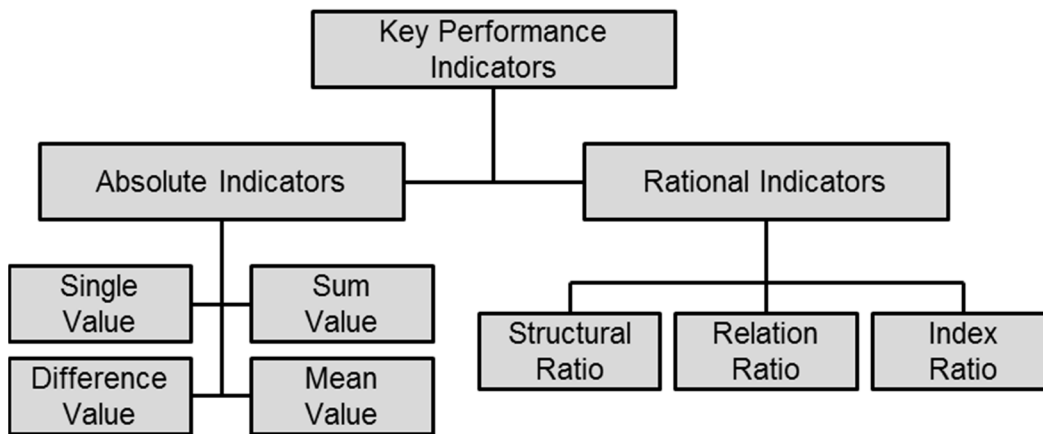 Key Performance
Indicators
Absolute Indicators
Rational Indicators
Single
Value
Sum
Value
Difference
Value
Mean
Value
Structural
Ratio
Relation
Ratio
Index
Ratio